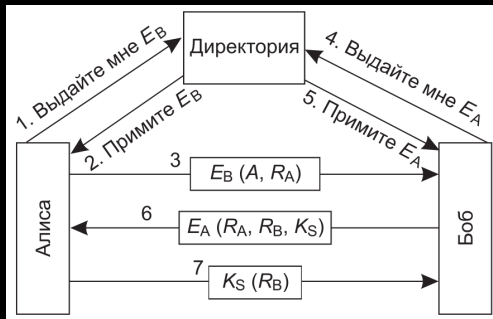 Директория
1. Выдайте мне E_B
2. Примите E_B
4. Выдайте мне E_A
5. Примите E_A
Алиса
Боб
3
E_B (A, R_A)
6
E_A (R_A, R_B, K_S)
7
K_S (R_B)